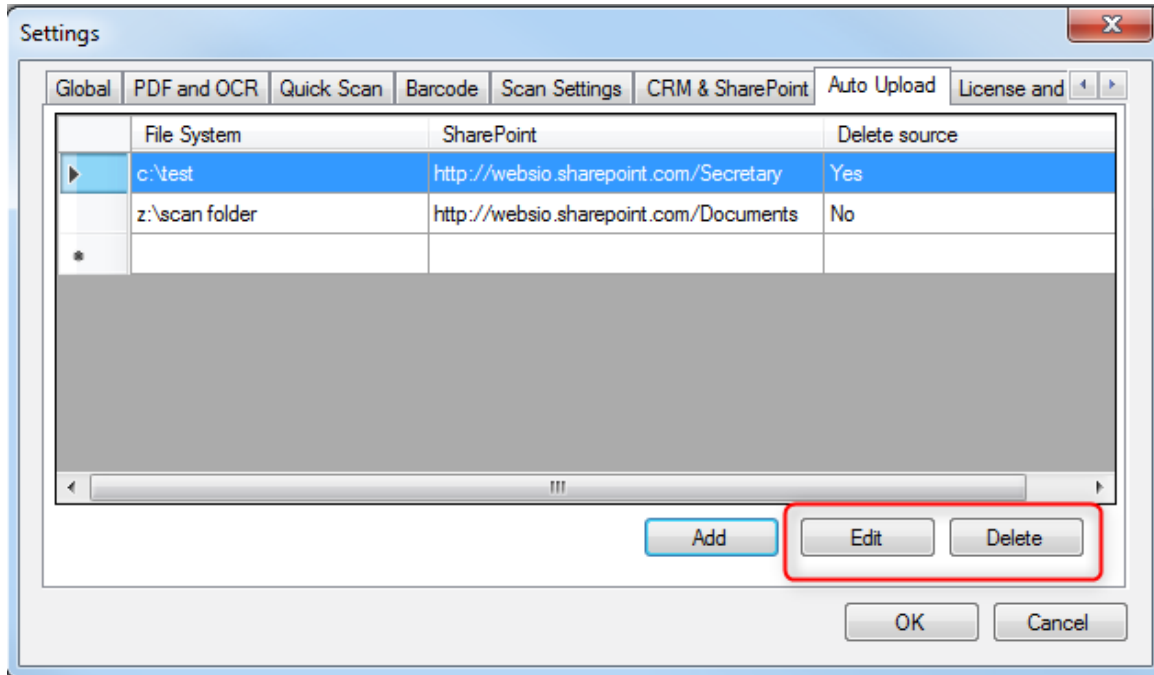 Settings
Global PDF and OCR Quick Scan Barcode Scan Settings CRM & SharePoint Auto Upload License and
File System SharePoint Delete source
c:\test http://websio.sharepoint.com/Secretary Yes
z:\scan folder http://websio.sharepoint.com/Documents No
Add Edit Delete
OK Cancel